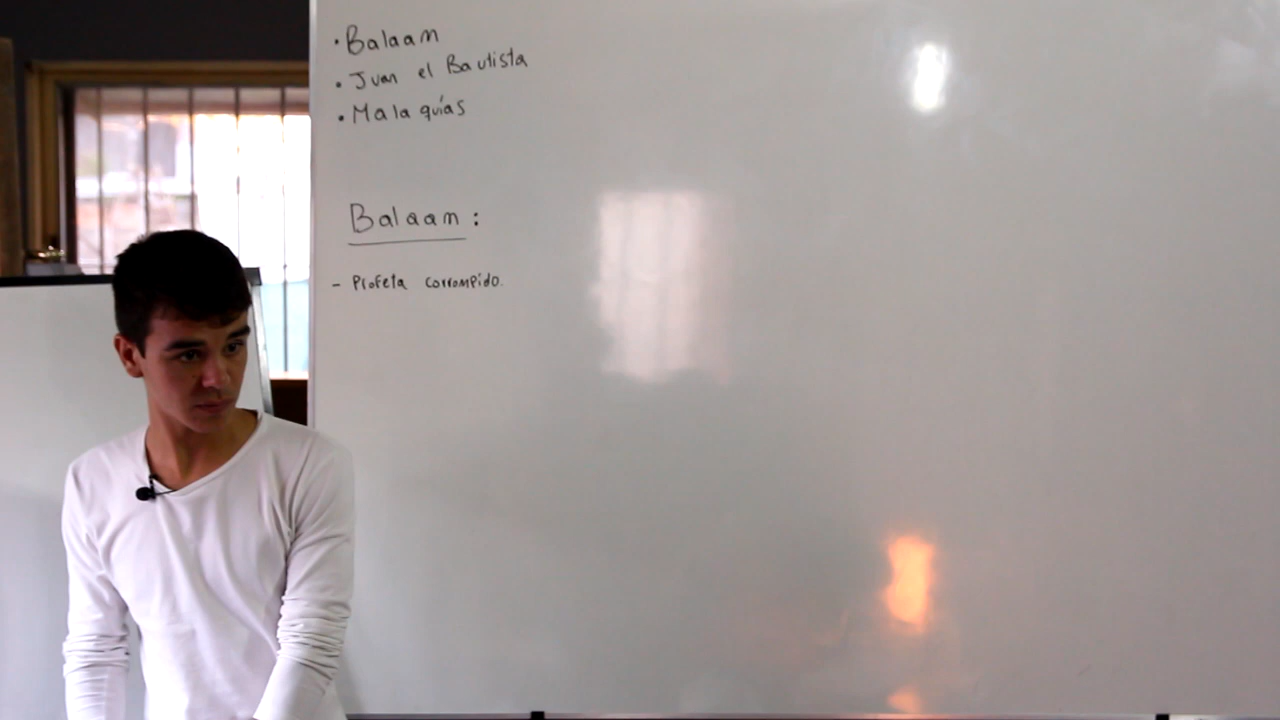 • Balaam
• Juan el Bautista
• Malaquías
Balaam :
- Profeta corrompido.